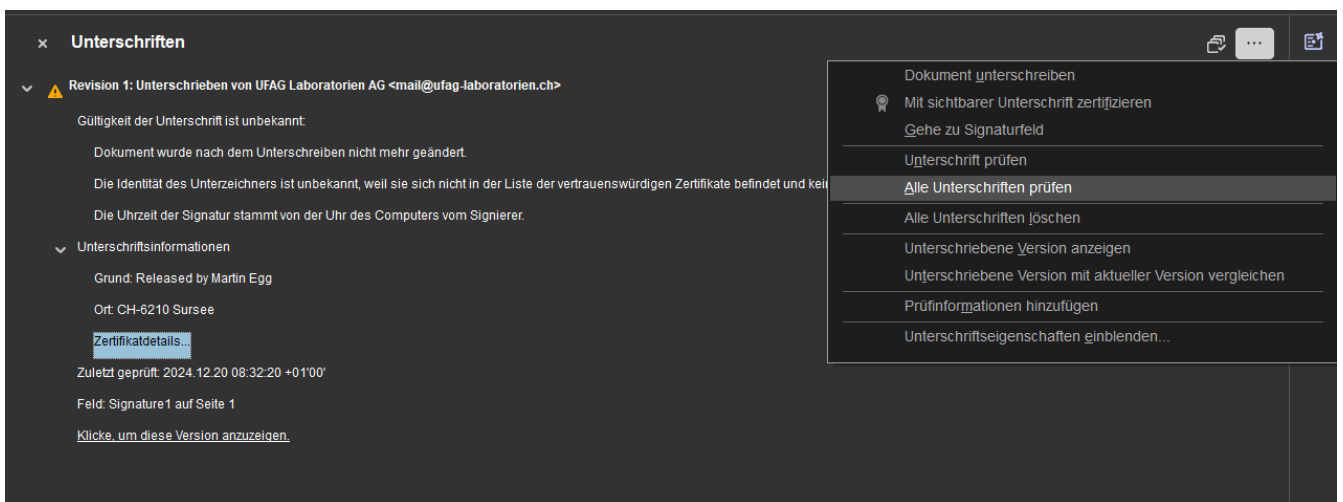 Unterschriften
Revision 1: Unterschrieben von UFAG Laboratorien AG <mail@ufag-laboratorien.ch>
Gültigkeit der Unterschrift ist unbekannt:
Dokument wurde nach dem Unterschreiben nicht mehr geändert.
Die Identität des Unterzeichners ist unbekannt, weil sie sich nicht in der Liste der vertrauenswürdigen Zertifikate befindet und
Die Uhrzeit der Signatur stammt von der Uhr des Computers vom Signierer.
Unterschriftsinformationen
Grund: Released by Martin Egg
Ort: CH-6210 Sursee
Zertifikatdetails...
Zuletzt geprüft: 2024.12.20 08:32:20 +01'00'
Feld: Signature1 auf Seite 1
Klicke, um diese Version anzuzeigen.
Dokument unterschreiben
Mit sichtbarer Unterschrift zertifizieren
Gehe zu Signaturfeld
Unterschrift prüfen
Alle Unterschriften prüfen
Alle Unterschriften löschen
Unterschriebene Version anzeigen
Unterschriebene Version mit aktueller Version vergleichen
Prüfinformationen hinzufügen
Unterschriftseigenschaften einblenden...